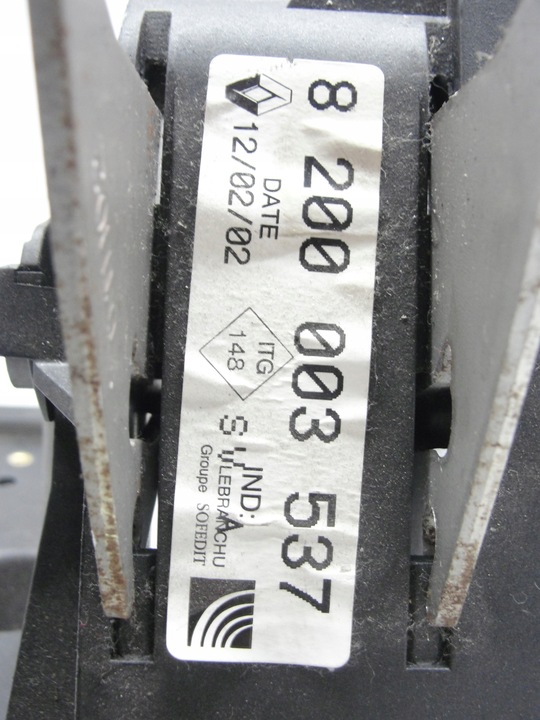 8 200 003 537
DATE
12/02/02
ITG
148
IND:A
LEBRANCHU
Groupe SOFEDIT